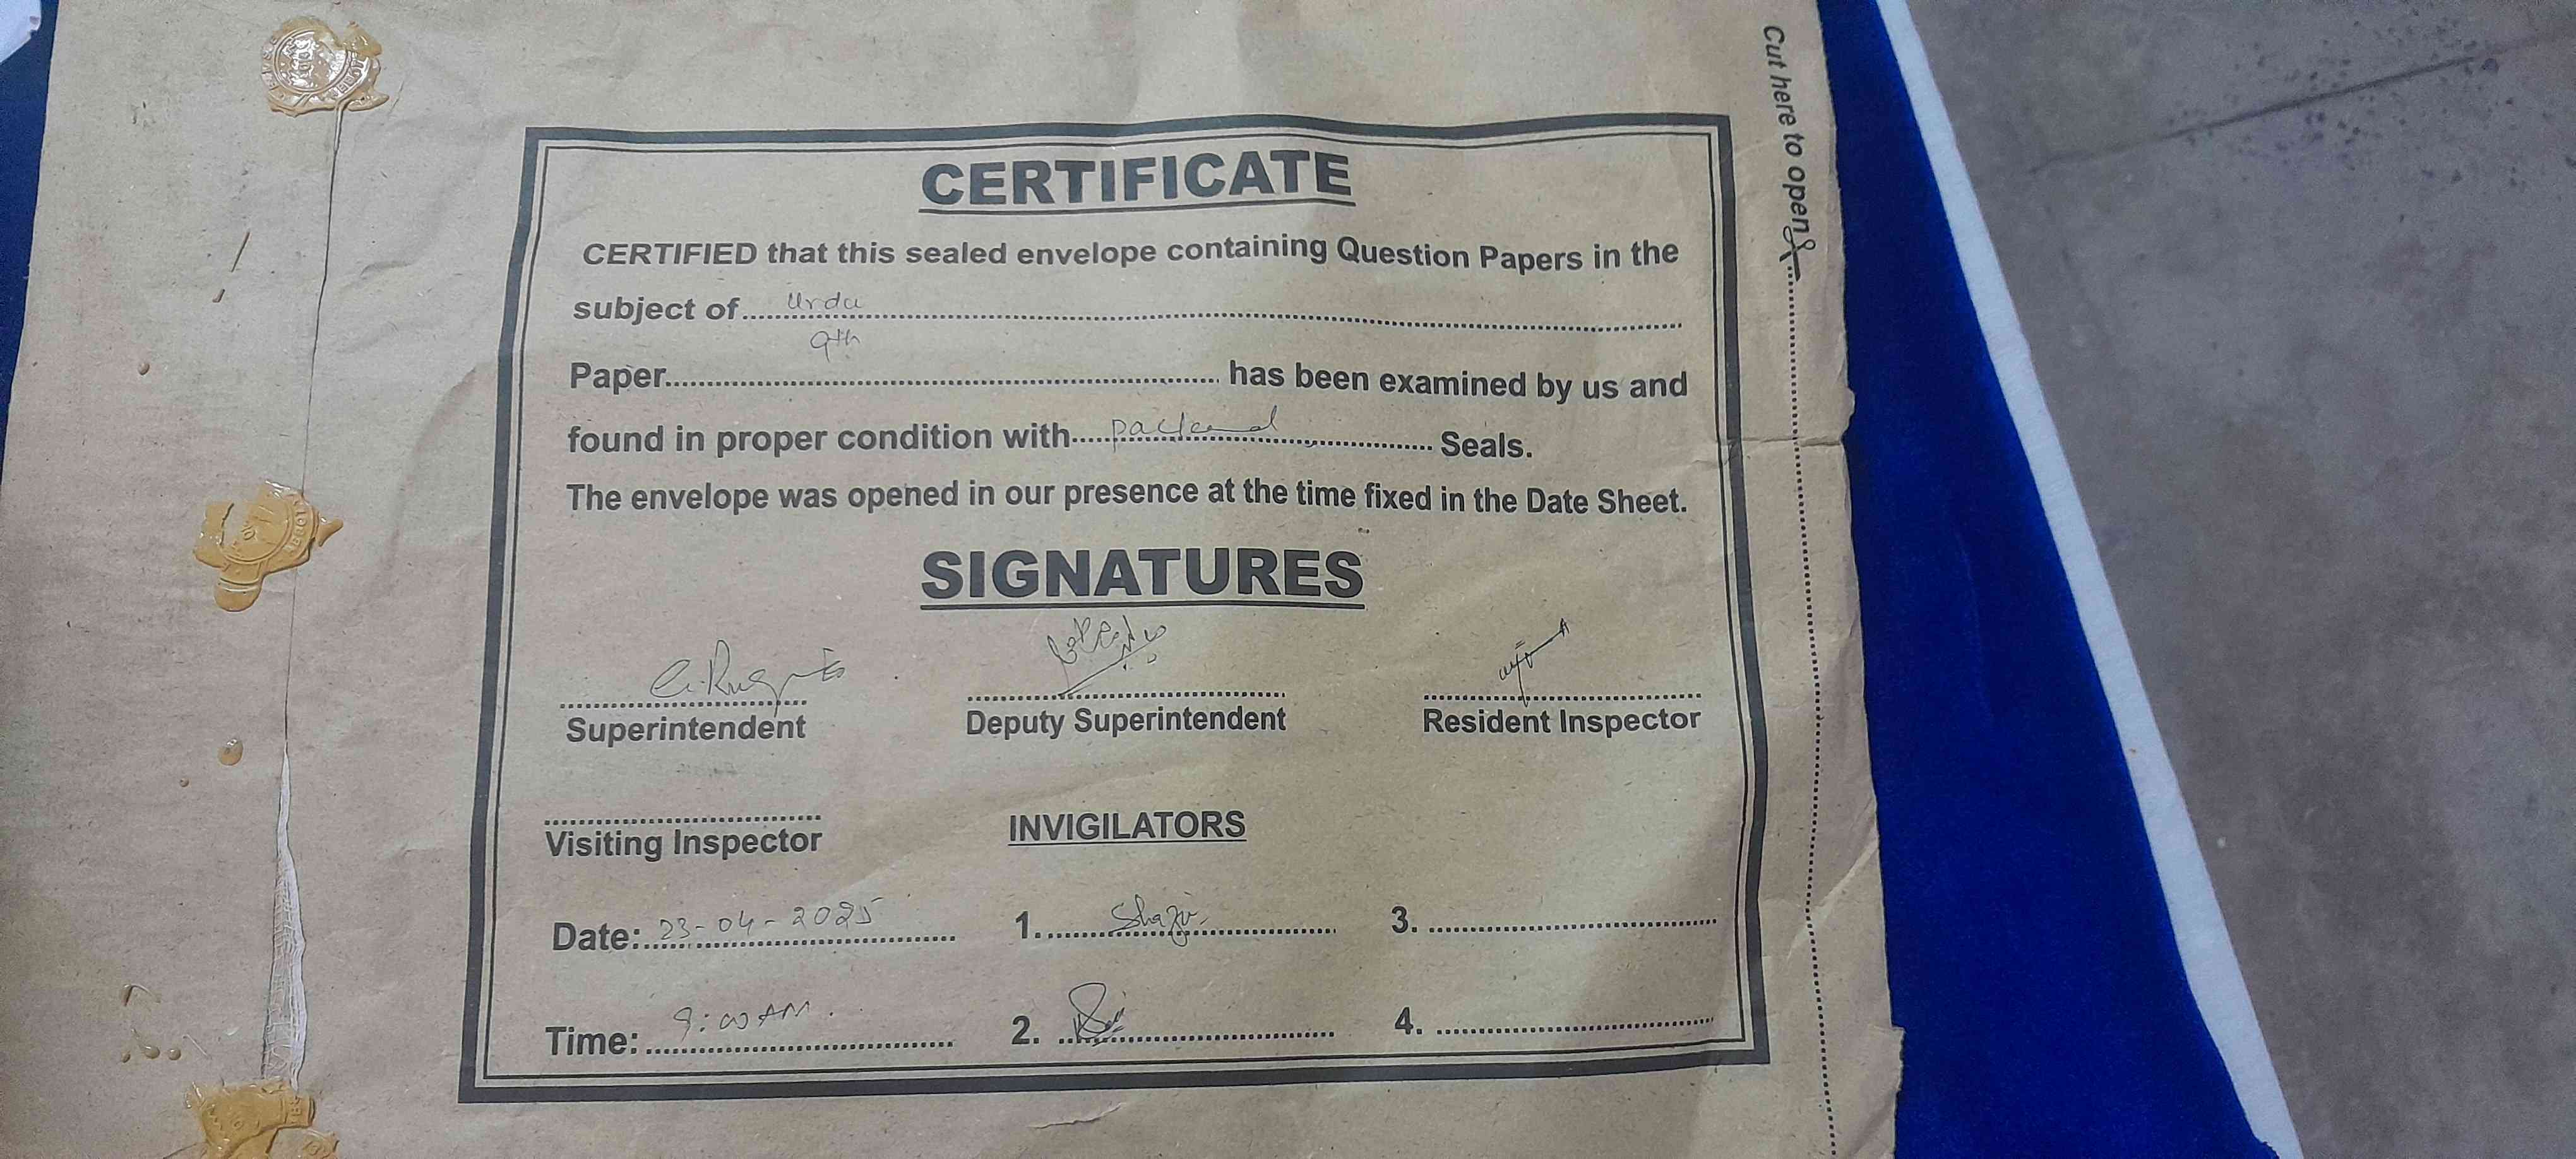 Cut here to open
CERTIFICATE
CERTIFIED that this sealed envelope containing Question Papers in the
subject of Urdu
9th
Paper has been examined by us and
found in proper condition with Seals.
The envelope was opened in our presence at the time fixed in the Date Sheet.
SIGNATURES
Superintendent Deputy Superintendent Resident Inspector
Visiting Inspector INVIGILATORS
Date: 23-04-2025 1. 3.
Time: 9:00 AM. 2. 4.